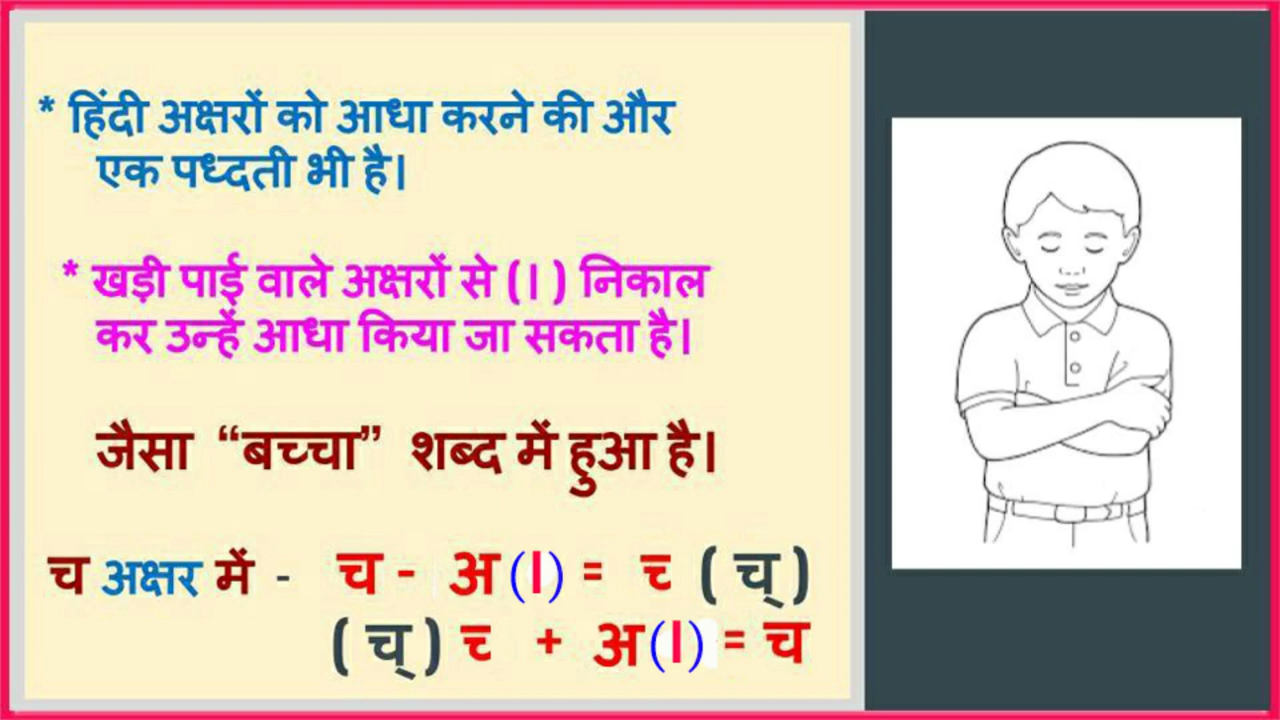 * हिंदी अक्षरों को आधा करने की और
एक पध्दती भी है।
* खड़ी पाई वाले अक्षरों से (। ) निकाल
कर उन्हें आधा किया जा सकता है।
जैसा “बच्चा” शब्द में हुआ है।
च अक्षर में - च - अ (।) = च्‍ ( च् )
( च् ) च्‍ + अ (।) = च